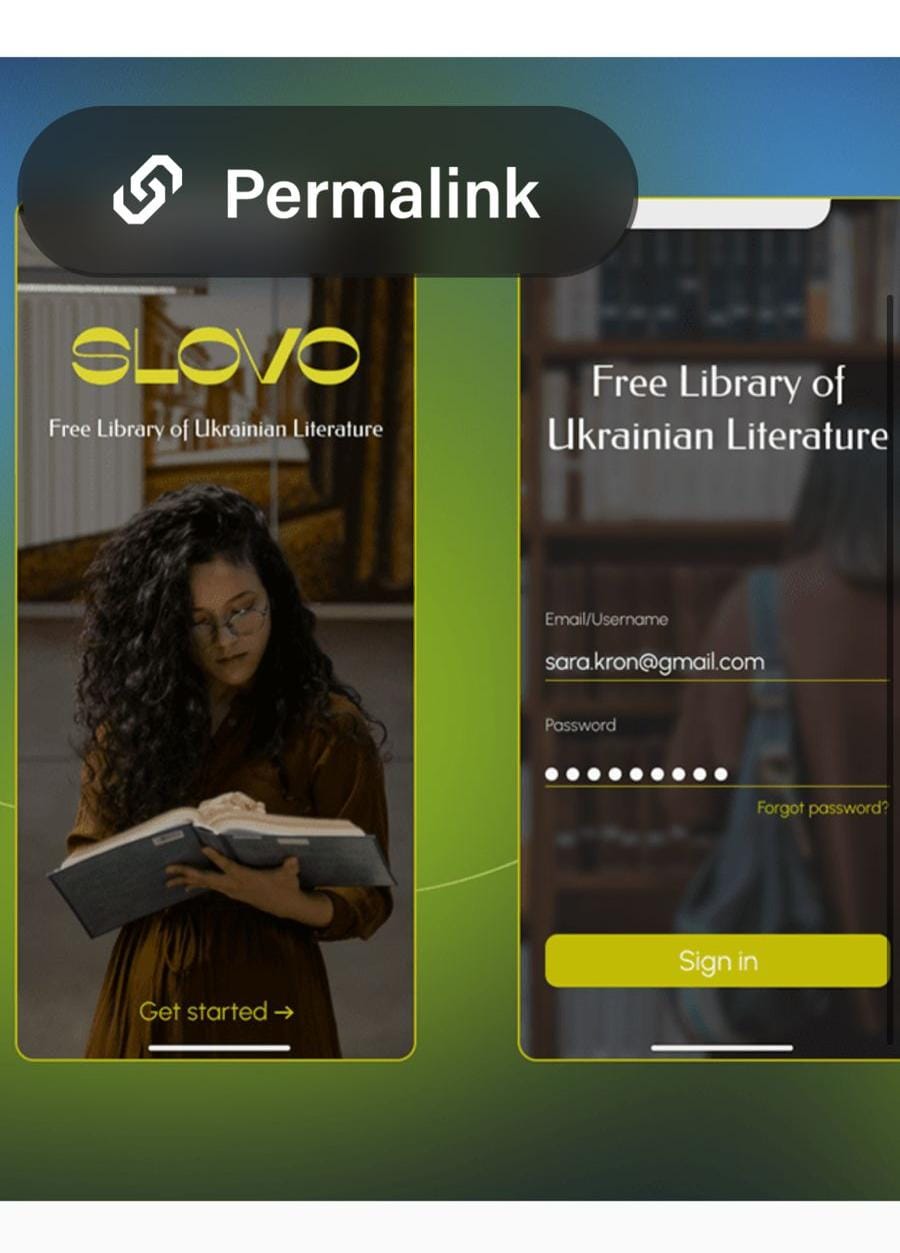 Permalink
SLOVO
Free Library of Ukrainian Literature
Get started →
Free Library of
Ukrainian Literature
Email/Username
sara.kron@gmail.com
Password
●●●●●●●●●
Forgot password?
Sign in